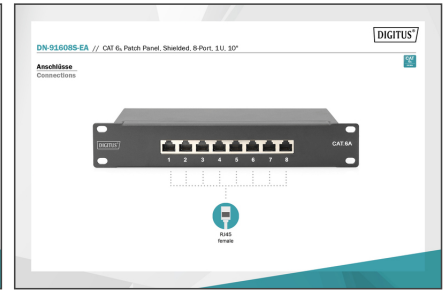 DIGITUS®
DN-91608S-EA // CAT 6A Patch Panel, Shielded, 8-Port, 1U, 10"
CAT
Anschlüsse
Connections
DIGITUS®
CAT.6A
1 2 3 4 5 6 7 8
RJ45
female